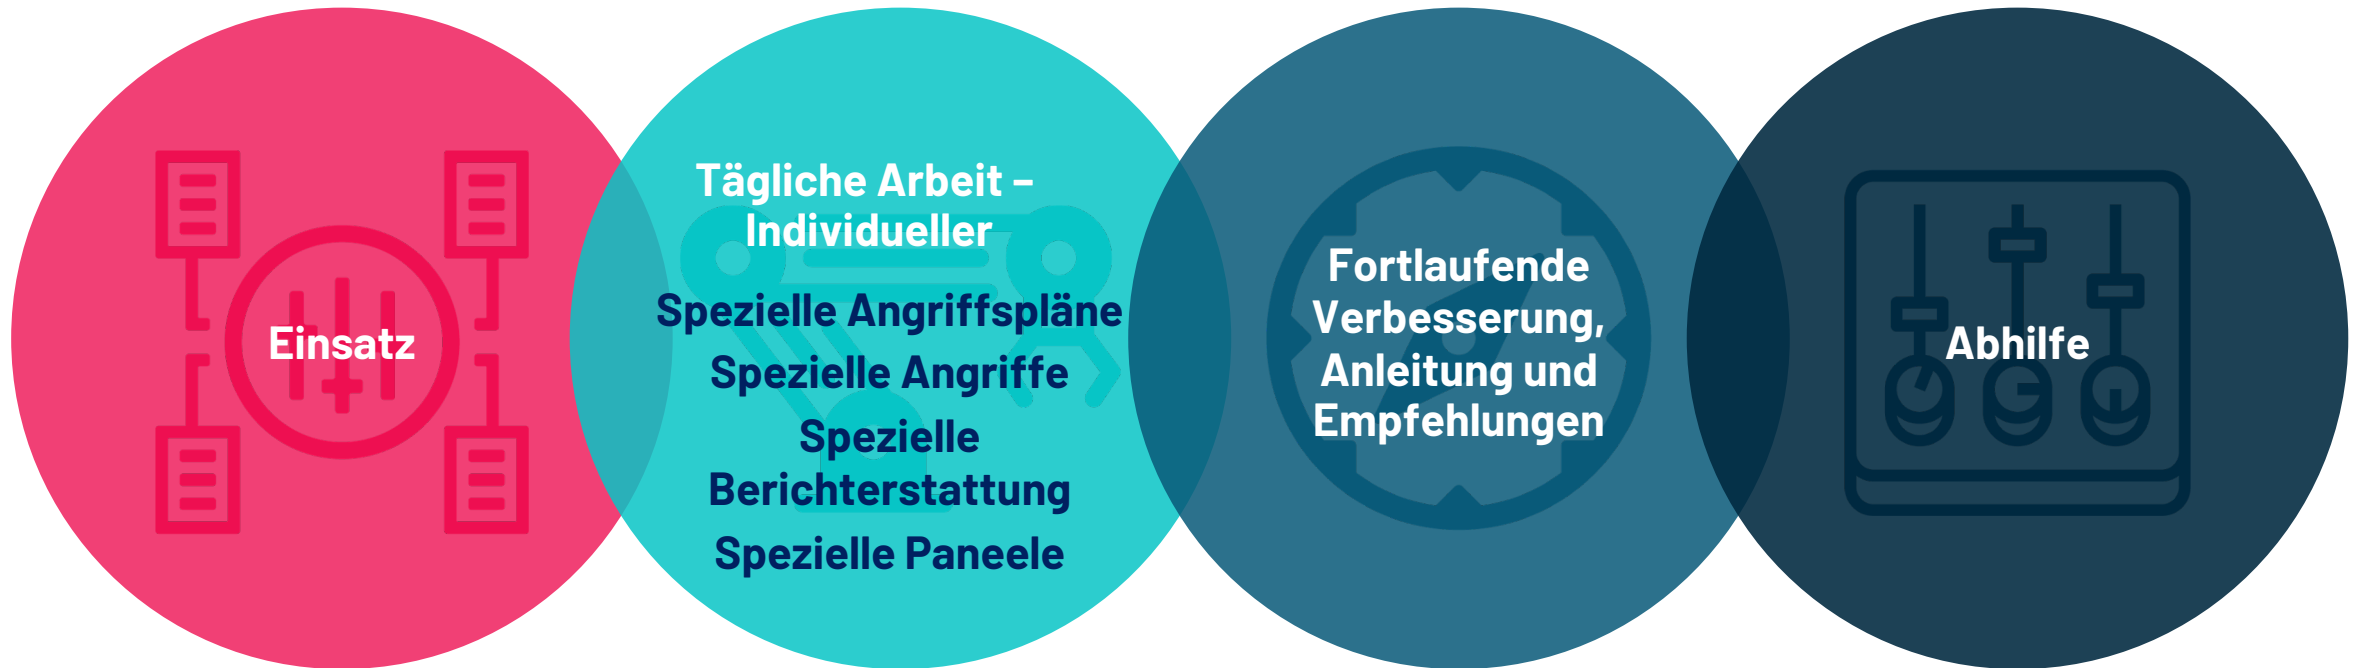 Einsatz
Tägliche Arbeit –
Individueller
Spezielle Angriffspläne
Spezielle Angriffe
Spezielle
Berichterstattung
Spezielle Paneele
Fortlaufende
Verbesserung,
Anleitung und
Empfehlungen
Abhilfe